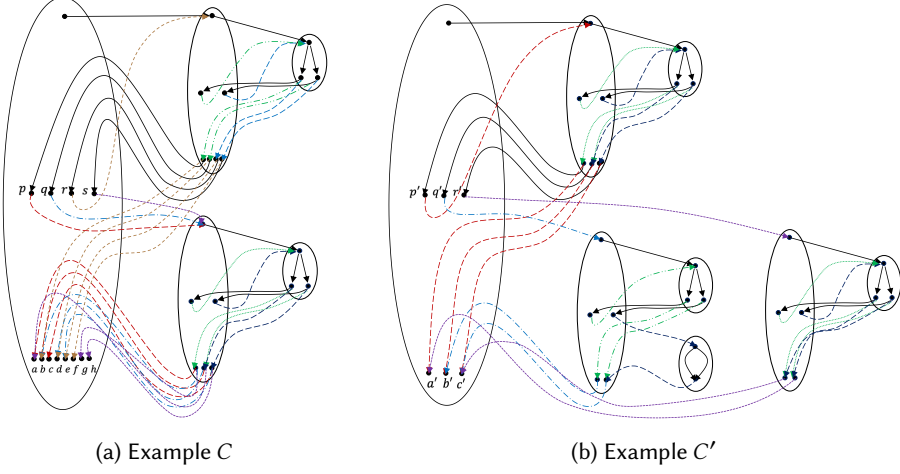 p q r s
p′ q′ r′
a b c d e f g h
a′ b′ c′
(a) Example C
(b) Example C′